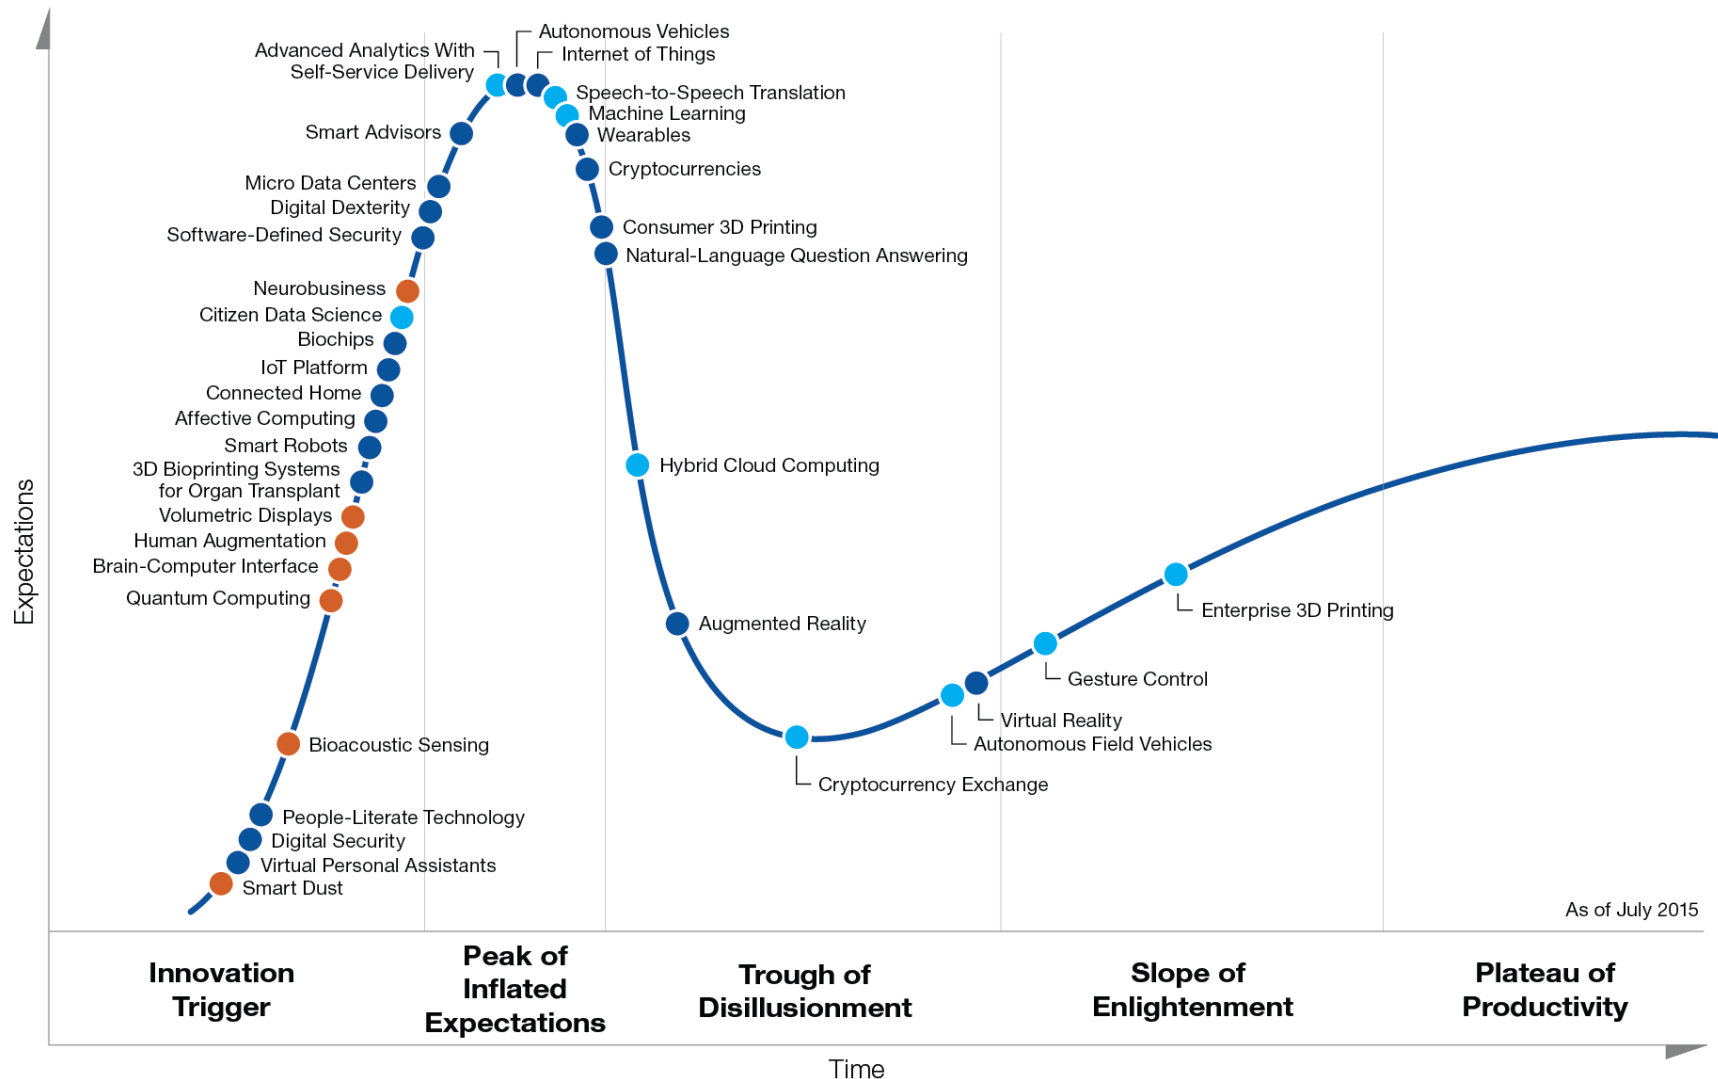 Autonomous Vehicles
Advanced Analytics With
Self-Service Delivery
Internet of Things
Speech-to-Speech Translation
Machine Learning
Smart Advisors
Wearables
Cryptocurrencies
Micro Data Centers
Digital Dexterity
Software-Defined Security
Consumer 3D Printing
Natural-Language Question Answering
Neurobusiness
Citizen Data Science
Biochips
IoT Platform
Connected Home
Affective Computing
Smart Robots
3D Bioprinting Systems
for Organ Transplant
Hybrid Cloud Computing
Volumetric Displays
Human Augmentation
Brain-Computer Interface
Quantum Computing
Expectations
Augmented Reality
Enterprise 3D Printing
Gesture Control
Virtual Reality
Autonomous Field Vehicles
Bioacoustic Sensing
Cryptocurrency Exchange
People-Literate Technology
Digital Security
Virtual Personal Assistants
Smart Dust
As of July 2015
Innovation
Trigger
Peak of
Inflated
Expectations
Trough of
Disillusionment
Slope of
Enlightenment
Plateau of
Productivity
Time